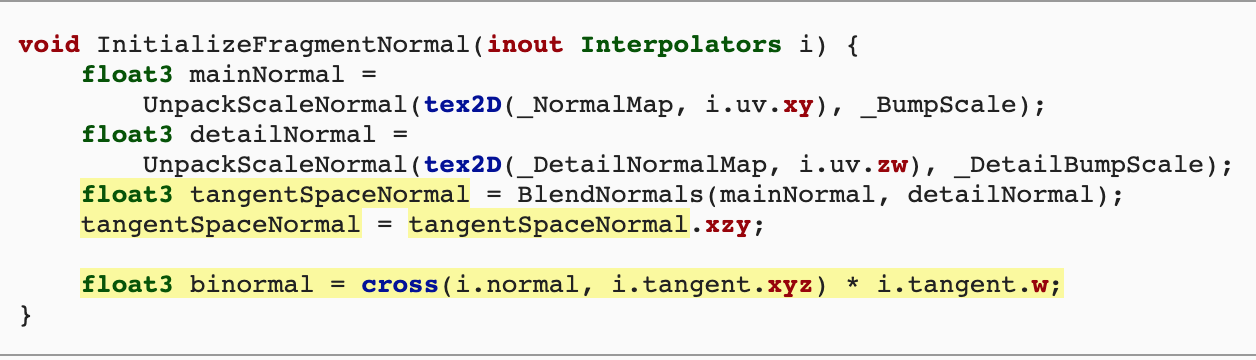 void InitializeFragmentNormal(inout Interpolators i) {
    float3 mainNormal =
        UnpackScaleNormal(tex2D(_NormalMap, i.uv.xy), _BumpScale);
    float3 detailNormal =
        UnpackScaleNormal(tex2D(_DetailNormalMap, i.uv.zw), _DetailBumpScale);
    float3 tangentSpaceNormal = BlendNormals(mainNormal, detailNormal);
    tangentSpaceNormal = tangentSpaceNormal.xzy;

    float3 binormal = cross(i.normal, i.tangent.xyz) * i.tangent.w;
}